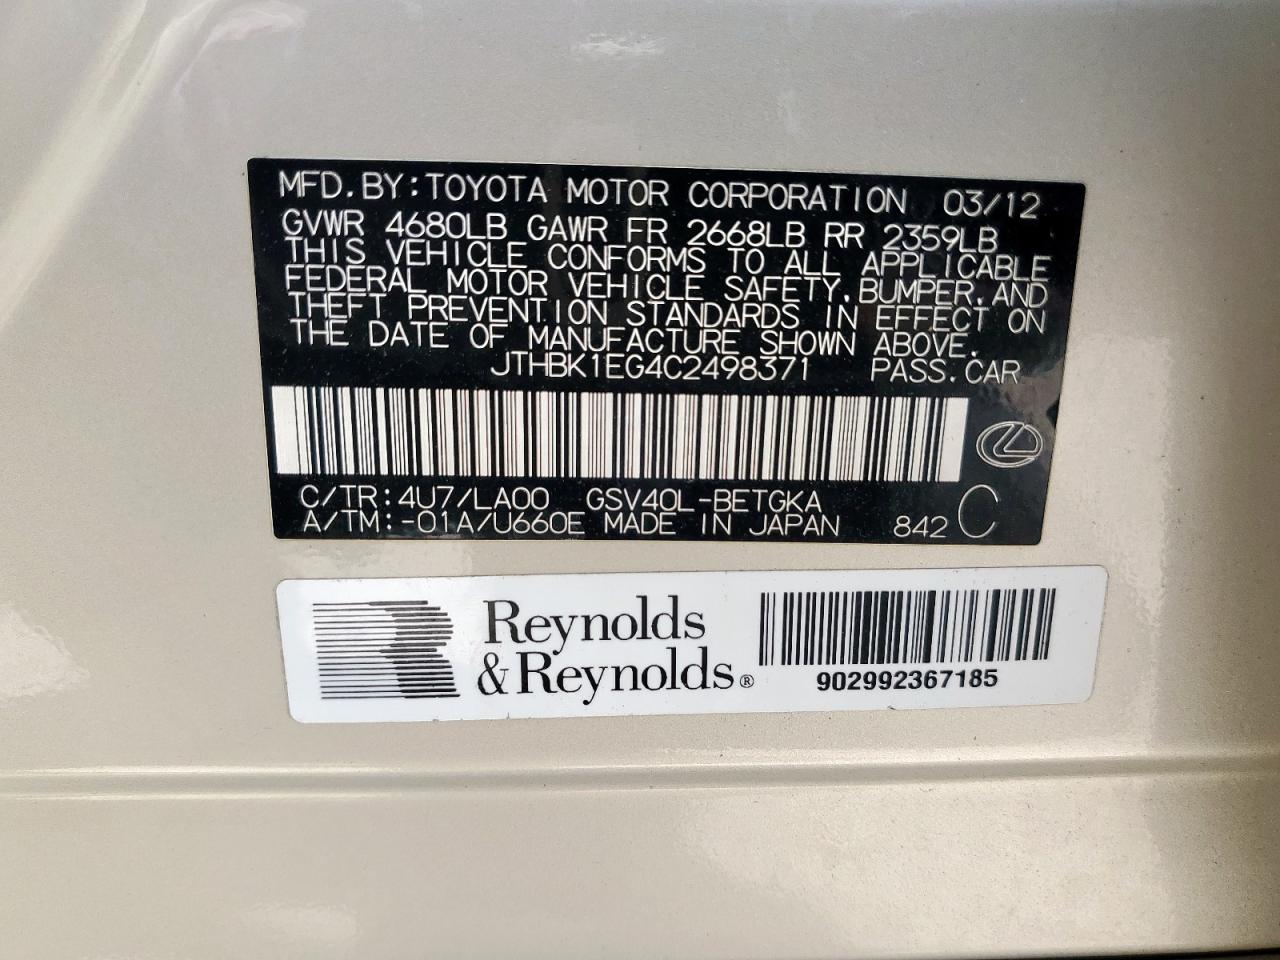 MFD.BY:TOYOTA MOTOR CORPORATION 03/12
GVWR 4680LB GAWR FR 2668LB RR 2359LB
THIS VEHICLE CONFORMS TO ALL APPLICABLE
FEDERAL MOTOR VEHICLE SAFETY,BUMPER,AND
THEFT PREVENTION STANDARDS IN EFFECT ON
THE DATE OF MANUFACTURE SHOWN ABOVE.
JTHBK1EG4C2498371 PASS.CAR
C/TR:4U7/LA00 GSV40L-BETGKA
A/TM:-01A/U660E MADE IN JAPAN 842 C
Reynolds
&Reynolds®
902992367185